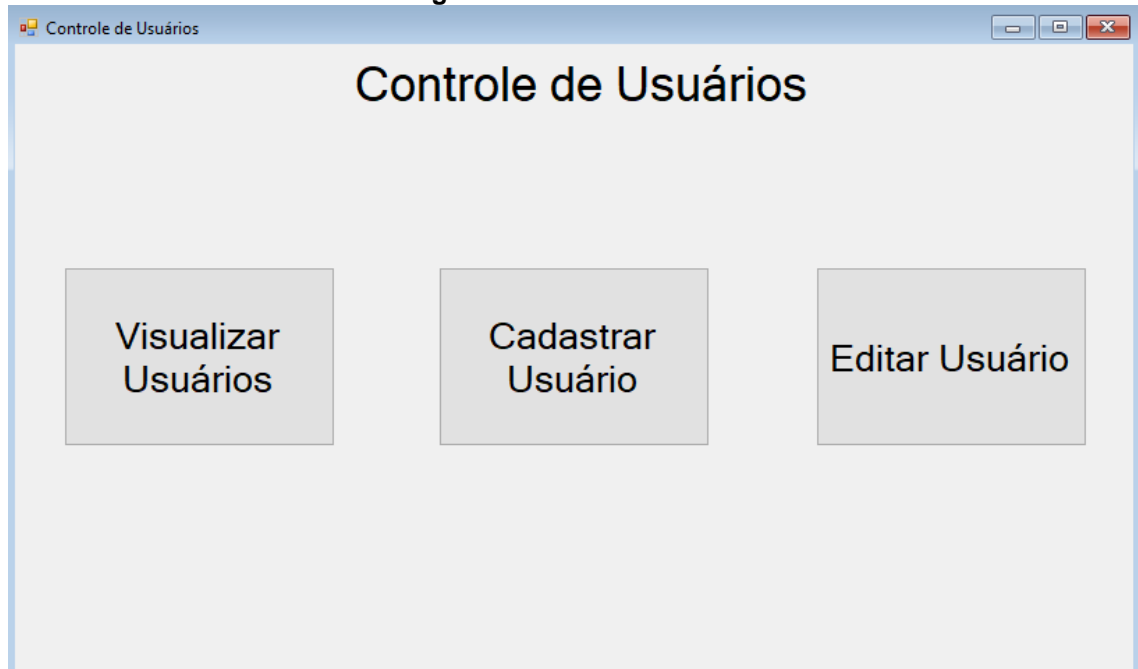 Controle de Usuários
Controle de Usuários
Visualizar
Usuários
Cadastrar
Usuário
Editar Usuário